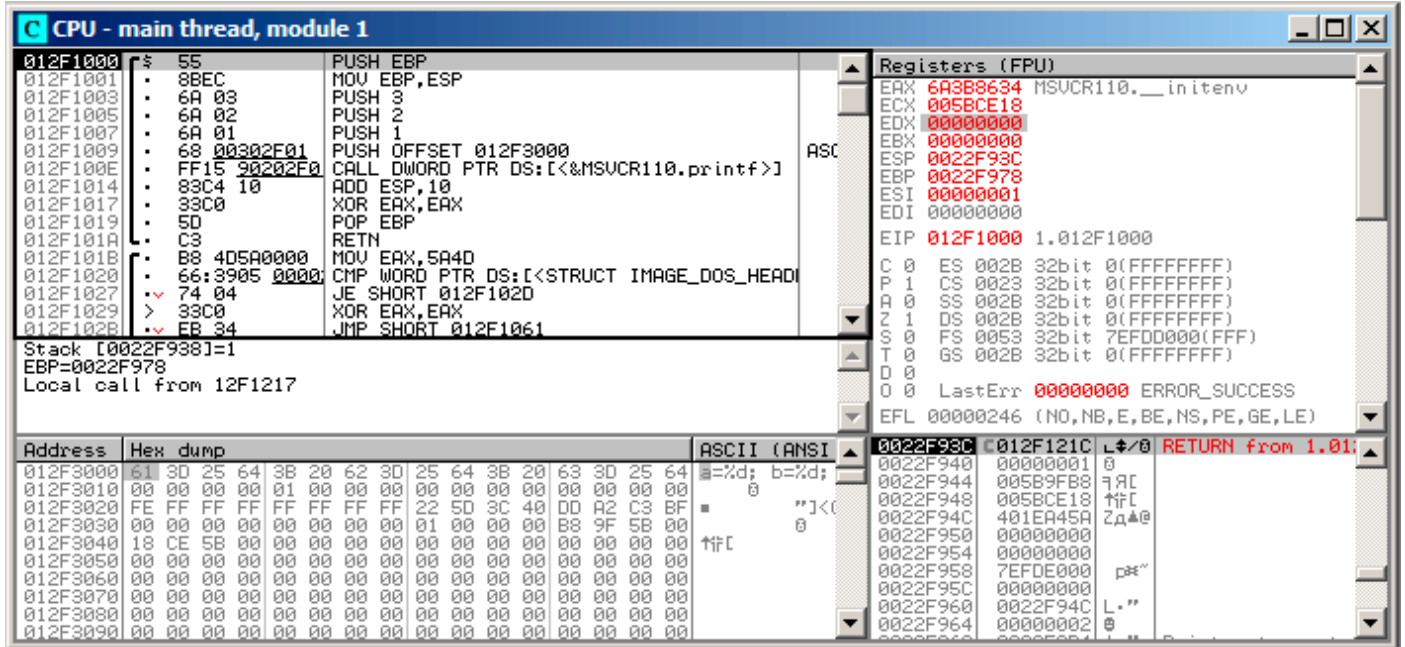 C CPU - main thread, module 1
012F1000 $ 55 PUSH EBP
012F1001 . 8BEC MOV EBP,ESP
012F1003 . 6A 03 PUSH 3
012F1005 . 6A 02 PUSH 2
012F1007 . 6A 01 PUSH 1
012F1009 . 68 00302F01 PUSH OFFSET 012F3000 ASC
012F100E . FF15 90202F0 CALL DWORD PTR DS:[<&MSVCR110.printf>]
012F1014 . 83C4 10 ADD ESP,10
012F1017 . 33C0 XOR EAX,EAX
012F1019 . 5D POP EBP
012F101A . C3 RETN
012F101B . B8 4D5A0000 MOV EAX,5A4D
012F1020 . 66:3905 0000 CMP WORD PTR DS:[<STRUCT IMAGE_DOS_HEAD
012F1027 . 74 04 JE SHORT 012F102D
012F1029 > 33C0 XOR EAX,EAX
012F102B . EB 34 JMP SHORT 012F1061
Stack [0022F938]=1
EBP=0022F978
Local call from 12F1217
Registers (FPU)
EAX 6A3B8634 MSVCR110.__initenv
ECX 005BCE18
EDX 00000000
EBX 00000000
ESP 0022F93C
EBP 0022F978
ESI 00000001
EDI 00000000
EIP 012F1000 1.012F1000
C 0 ES 002B 32bit 0(FFFFFFFF)
P 1 CS 0023 32bit 0(FFFFFFFF)
A 0 SS 002B 32bit 0(FFFFFFFF)
Z 1 DS 002B 32bit 0(FFFFFFFF)
S 0 FS 0053 32bit 7EFDD000(FFF)
T 0 GS 002B 32bit 0(FFFFFFFF)
D 0
O 0 LastErr 00000000 ERROR_SUCCESS
EFL 00000246 (NO,NB,E,BE,NS,PE,GE,LE)
Address Hex dump ASCII (ANSI
012F3000 61 3D 25 64 3B 20 62 3D 25 64 3B 20 63 3D 25 64 a=%d; b=%d;
012F3010 00 00 00 00 01 00 00 00 00 00 00 00 00 00 00 00
012F3020 FE FF FF FF FF FF FF FF 22 5D 3C 40 DD A2 C3 BF ■ "]<
012F3030 00 00 00 00 00 00 00 00 01 00 00 00 B8 9F 5B 00
012F3040 18 CE 5B 00 00 00 00 00 00 00 00 00 00 00 00 00 ↑╬[
012F3050 00 00 00 00 00 00 00 00 00 00 00 00 00 00 00 00
012F3060 00 00 00 00 00 00 00 00 00 00 00 00 00 00 00 00
012F3070 00 00 00 00 00 00 00 00 00 00 00 00 00 00 00 00
012F3080 00 00 00 00 00 00 00 00 00 00 00 00 00 00 00 00
012F3090 00 00 00 00 00 00 00 00 00 00 00 00 00 00 00 00
0022F93C 012F121C RETURN from 1.01
0022F940 00000001
0022F944 005B9FB8 ╕Я[
0022F948 005BCE18 ↑╬[
0022F94C 401EA45A Zд▲@
0022F950 00000000
0022F954 00000000
0022F958 7EFDE000
0022F95C 00000000
0022F960 0022F94C
0022F964 00000002